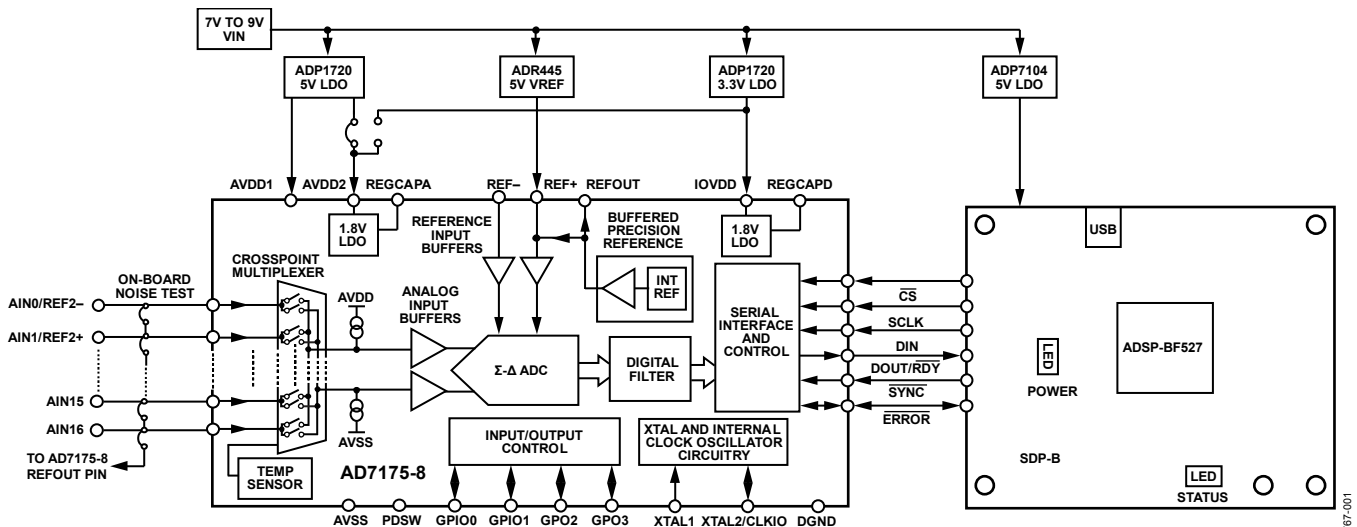 7V TO 9V
VIN
ADP1720
5V LDO
ADR445
5V VREF
ADP1720
3.3V LDO
ADP7104
5V LDO
AVDD1
AVDD2
REGCAPA
REF–
REF+
REFOUT
IOVDD
REGCAPD
1.8V
LDO
REFERENCE
INPUT
BUFFERS
BUFFERED
PRECISION
REFERENCE
1.8V
LDO
INT
REF
CROSSPOINT
MULTIPLEXER
ON-BOARD
NOISE TEST
AIN0/REF2–
AIN1/REF2+
AIN15
AIN16
TO AD7175-8
REFOUT PIN
AVDD
AVSS
ANALOG
INPUT
BUFFERS
Σ-Δ ADC
DIGITAL
FILTER
SERIAL
INTERFACE
AND
CONTROL
TEMP
SENSOR
AD7175-8
INPUT/OUTPUT
CONTROL
XTAL AND INTERNAL
CLOCK OSCILLATOR
CIRCUITRY
AVSS
PDSW
GPIO0
GPIO1
GPO2
GPO3
XTAL1
XTAL2/CLKIO
DGND
CS
SCLK
DIN
DOUT/RDY
SYNC
ERROR
USB
ADSP-BF527
LED
POWER
SDP-B
LED
STATUS
67-001